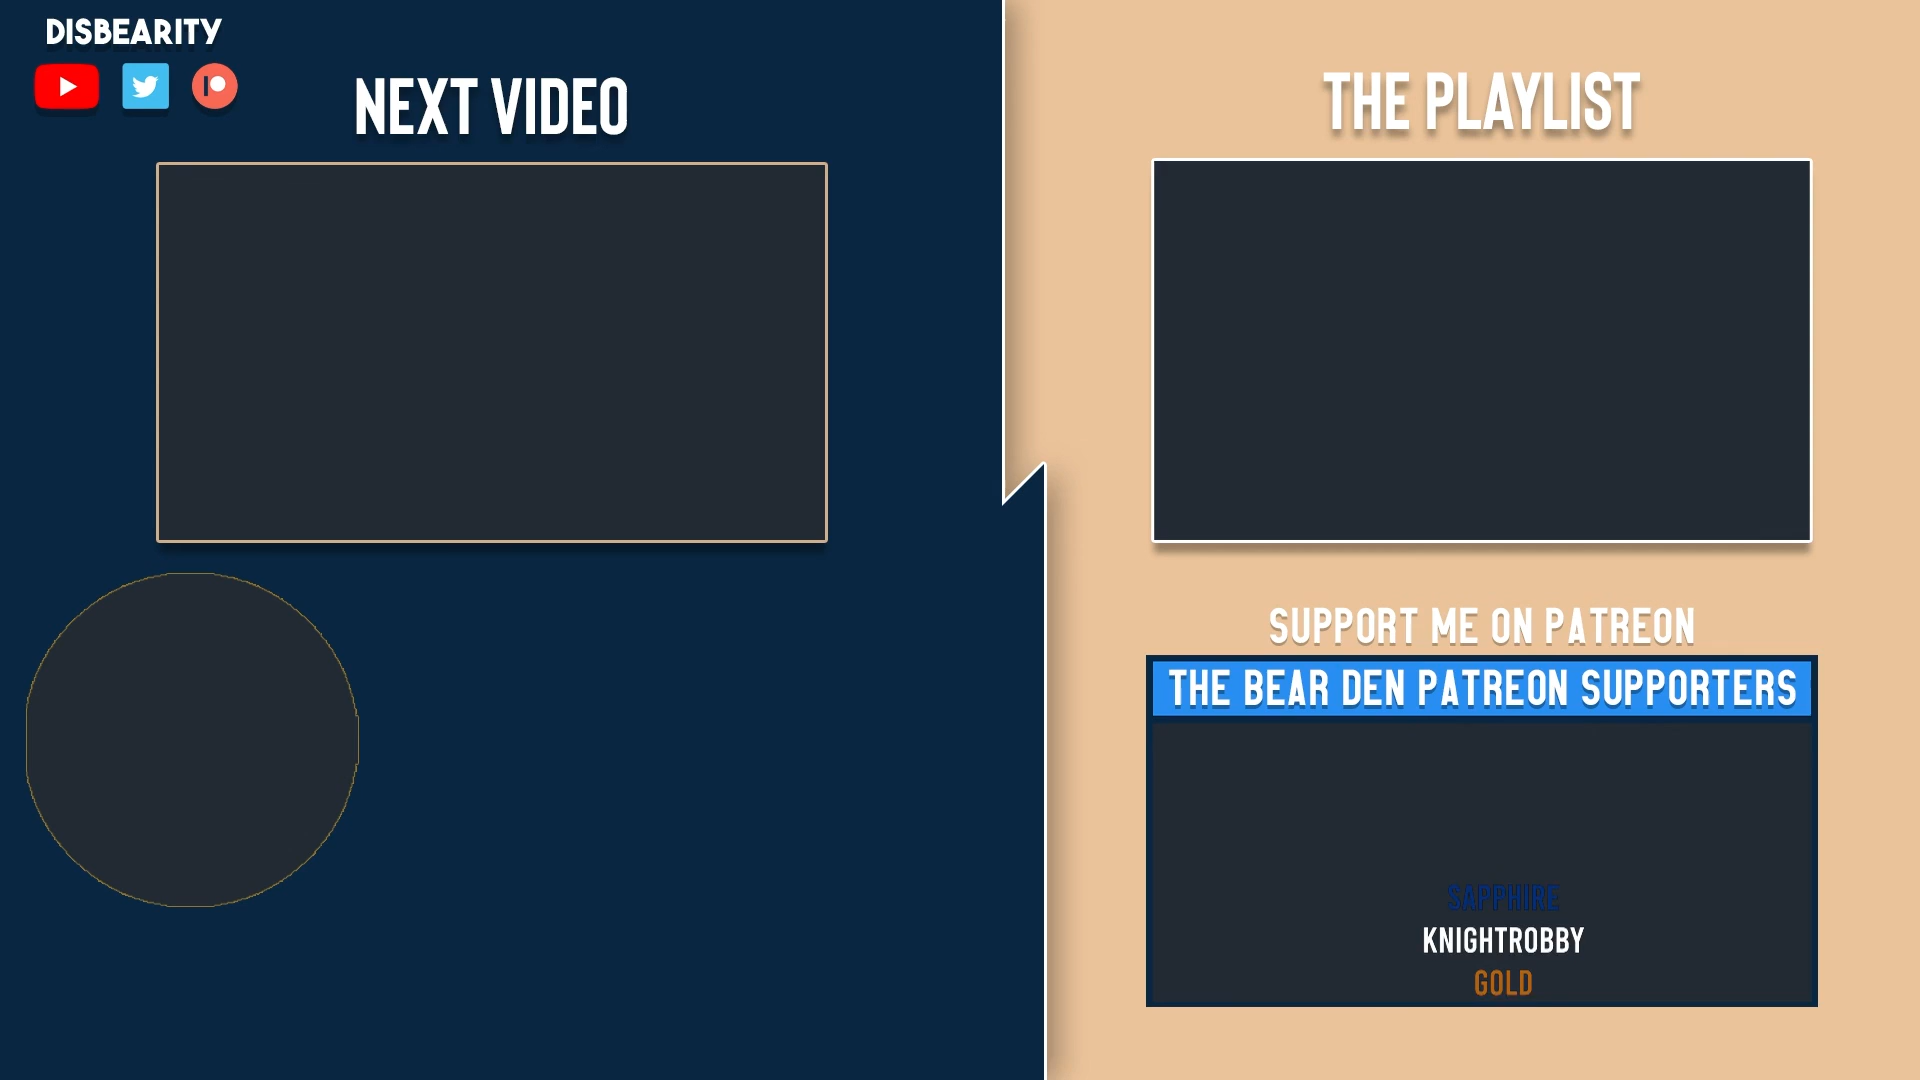 DISBEARITY
NEXT VIDEO
THE PLAYLIST
SUPPORT ME ON PATREON
THE BEAR DEN PATREON SUPPORTERS
SAPPHIRE
KNIGHTROBBY
GOLD